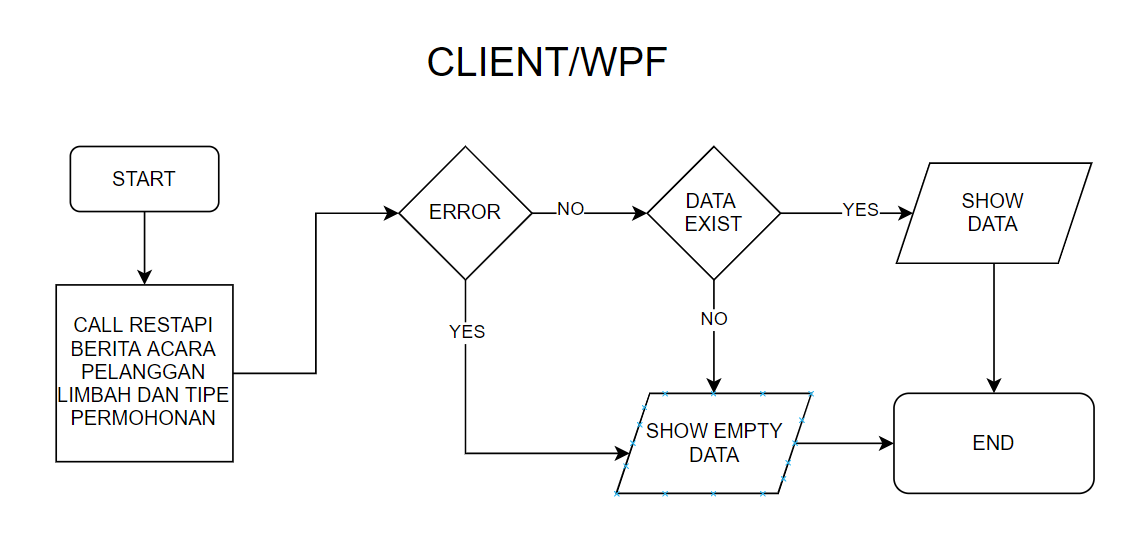 CLIENT/WPF
START
CALL RESTAPI
BERITA ACARA
PELANGGAN
LIMBAH DAN TIPE
PERMOHONAN
ERROR
NO
DATA
EXIST
YES
SHOW
DATA
YES
NO
SHOW EMPTY
DATA
END